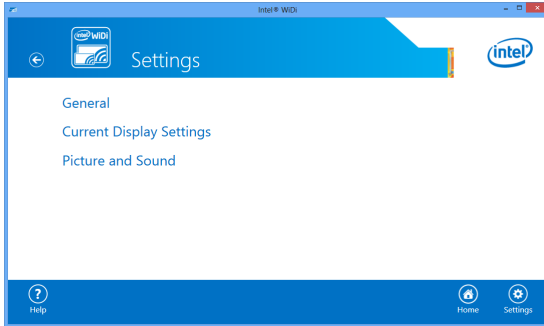 Intel® WiDi
intel WiDi
Settings
intel
General
Current Display Settings
Picture and Sound
?
Help
Home
Settings